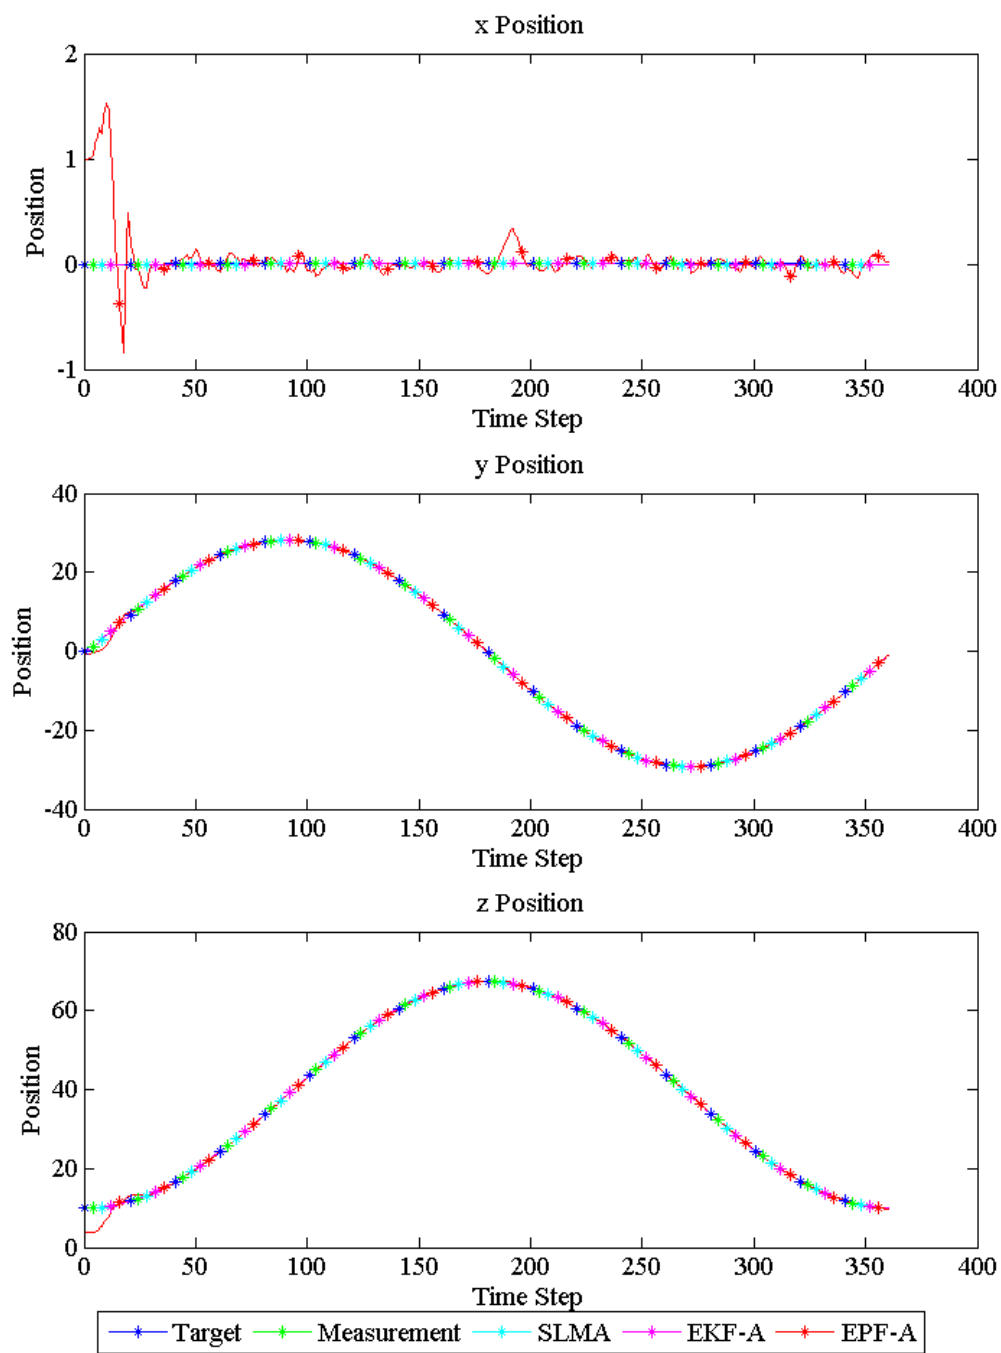 x Position
2
1
0
-1
Position
0 50 100 150 200 250 300 350 400
Time Step
y Position
40
20
0
-20
-40
Position
0 50 100 150 200 250 300 350 400
Time Step
z Position
80
60
40
20
0
Position
0 50 100 150 200 250 300 350 400
Time Step
Target Measurement SLMA EKF-A EPF-A